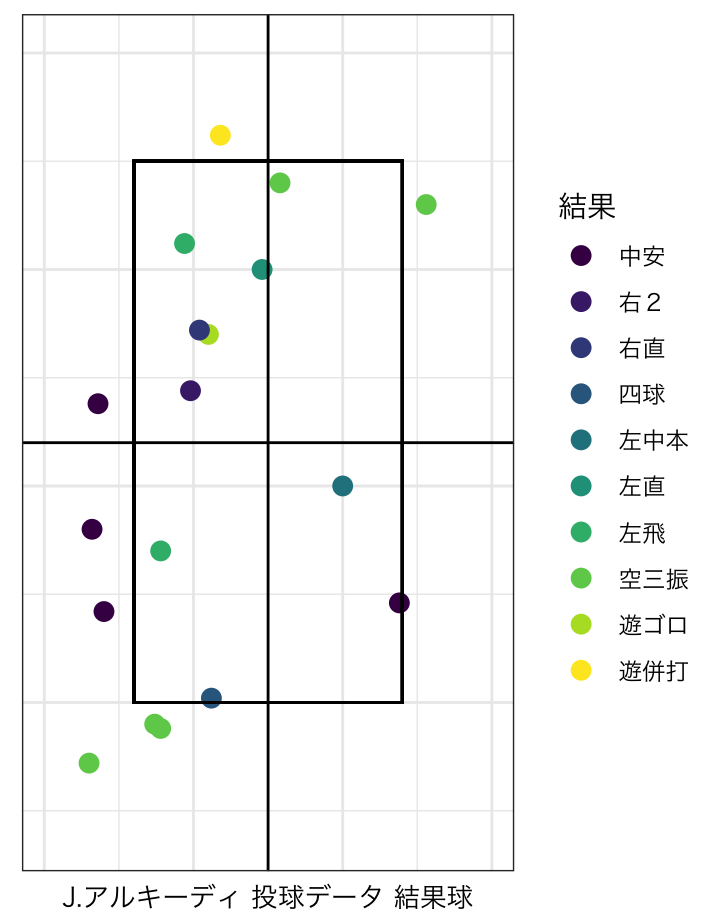 結果
中安
右２
右直
四球
左中本
左直
左飛
空三振
遊ゴロ
遊併打
J.アルキーディ 投球データ 結果球